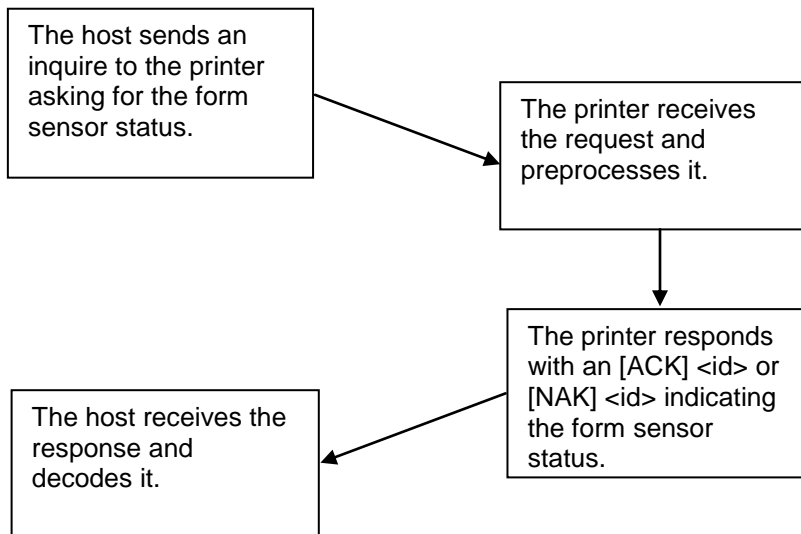 The host sends an
inquire to the printer
asking for the form
sensor status.
The printer receives
the request and
preprocesses it.
The printer responds
with an [ACK] <id> or
[NAK] <id> indicating
the form sensor
status.
The host receives the
response and
decodes it.